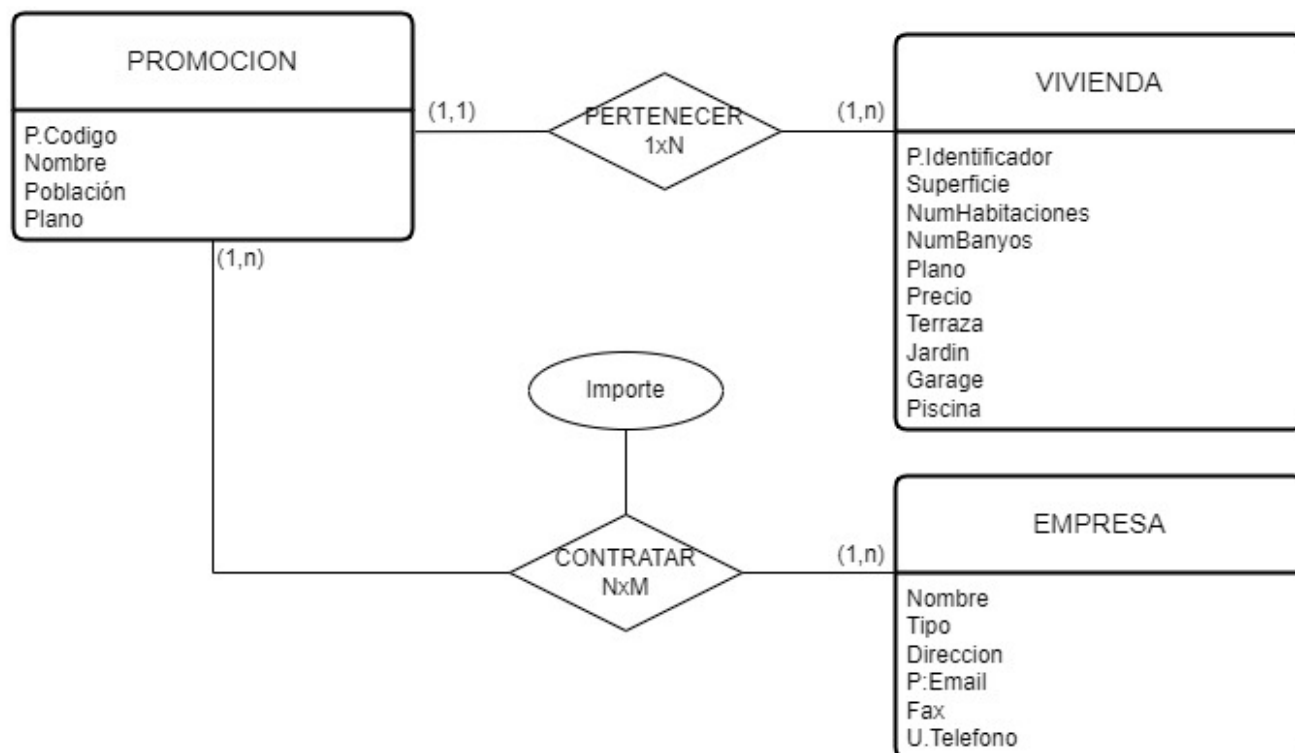 PROMOCION
P.Codigo
Nombre
Población
Plano
(1,1)
PERTENECER
1xN
(1,n)
VIVIENDA
P.Identificador
Superficie
NumHabitaciones
NumBanyos
Plano
Precio
Terraza
Jardin
Garage
Piscina
(1,n)
Importe
CONTRATAR
NxM
(1,n)
EMPRESA
Nombre
Tipo
Direccion
P:Email
Fax
U.Telefono